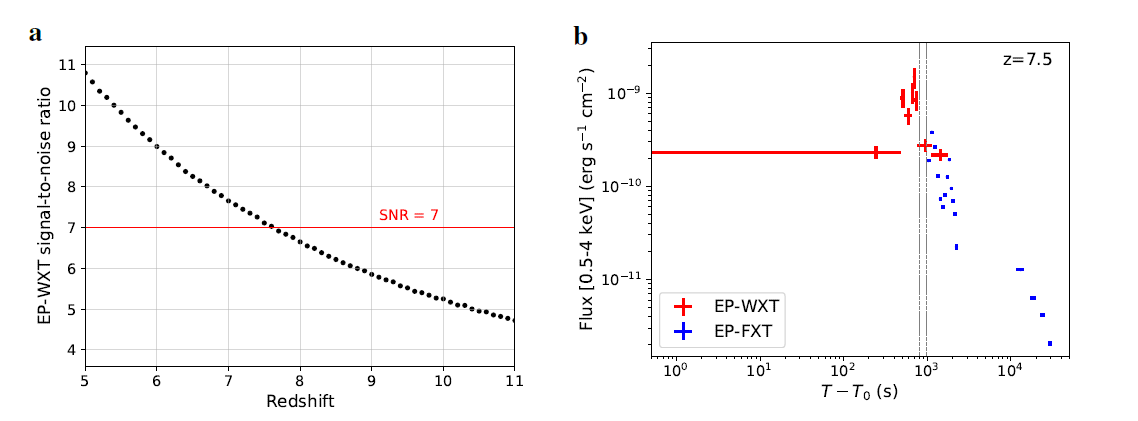 a
EP-WXT signal-to-noise ratio
11
10
9
8
7
6
5
4
SNR = 7
5 6 7 8 9 10 11
Redshift
b
Flux [0.5-4 keV] (erg s⁻¹ cm⁻²)
10⁻⁹
10⁻¹⁰
10⁻¹¹
z=7.5
EP-WXT
EP-FXT
10⁰ 10¹ 10² 10³ 10⁴
T − T₀ (s)